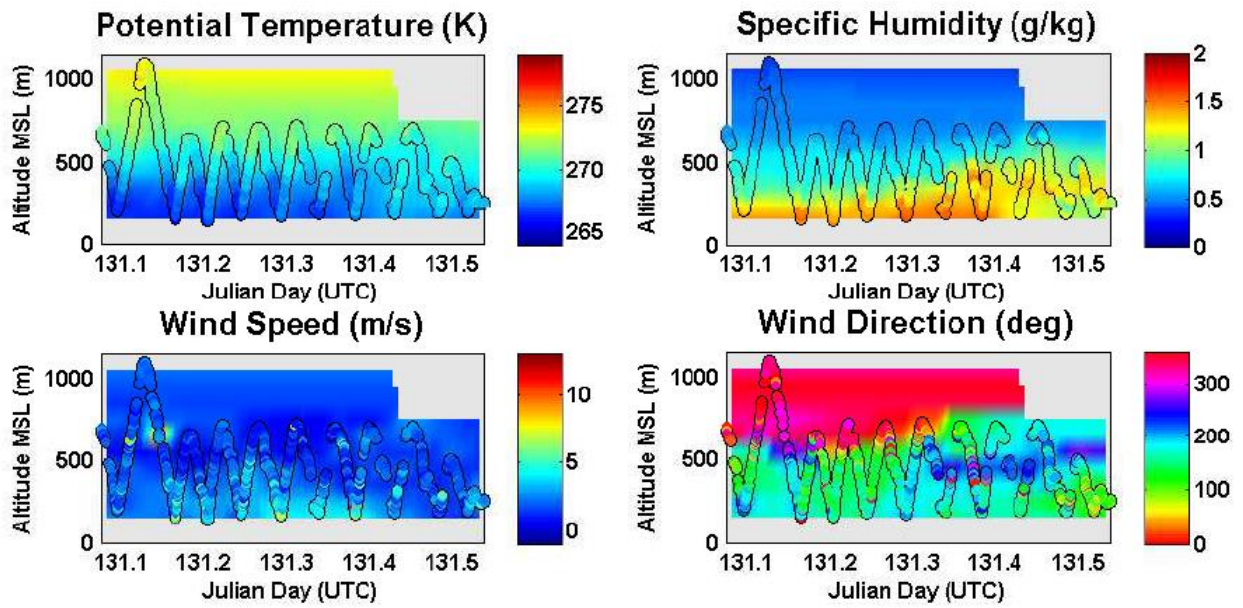 Potential Temperature (K)
Altitude MSL (m)
1000
500
0
131.1 131.2 131.3 131.4 131.5
Julian Day (UTC)
275
270
265
Specific Humidity (g/kg)
Altitude MSL (m)
1000
500
0
131.1 131.2 131.3 131.4 131.5
Julian Day (UTC)
2
1.5
1
0.5
0
Wind Speed (m/s)
Altitude MSL (m)
1000
500
0
131.1 131.2 131.3 131.4 131.5
Julian Day (UTC)
10
5
0
Wind Direction (deg)
Altitude MSL (m)
1000
500
0
131.1 131.2 131.3 131.4 131.5
Julian Day (UTC)
300
200
100
0